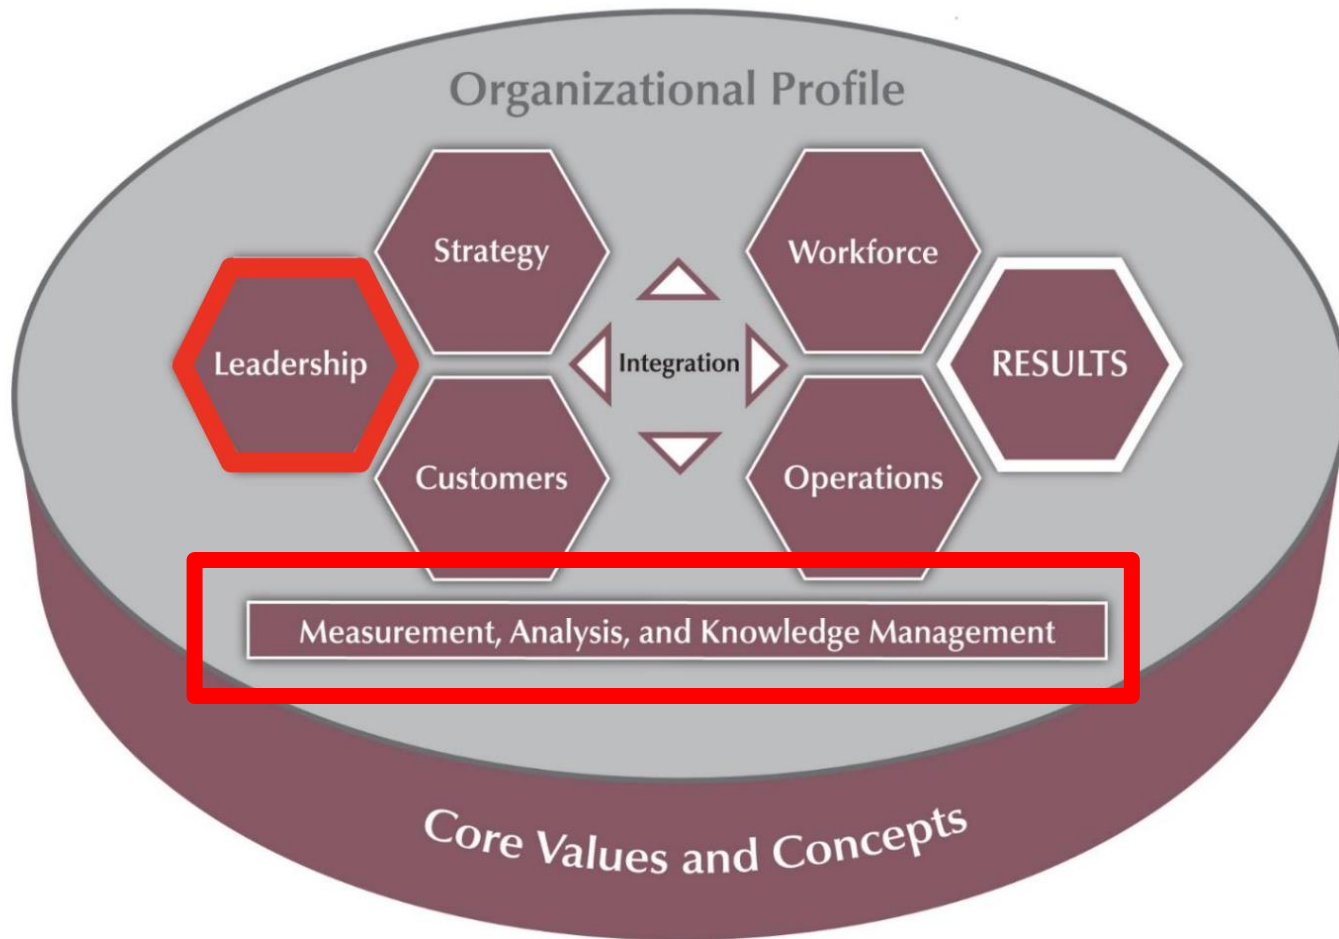 Organizational Profile
Strategy
Workforce
Leadership
Integration
RESULTS
Customers
Operations
Measurement, Analysis, and Knowledge Management
Core Values and Concepts